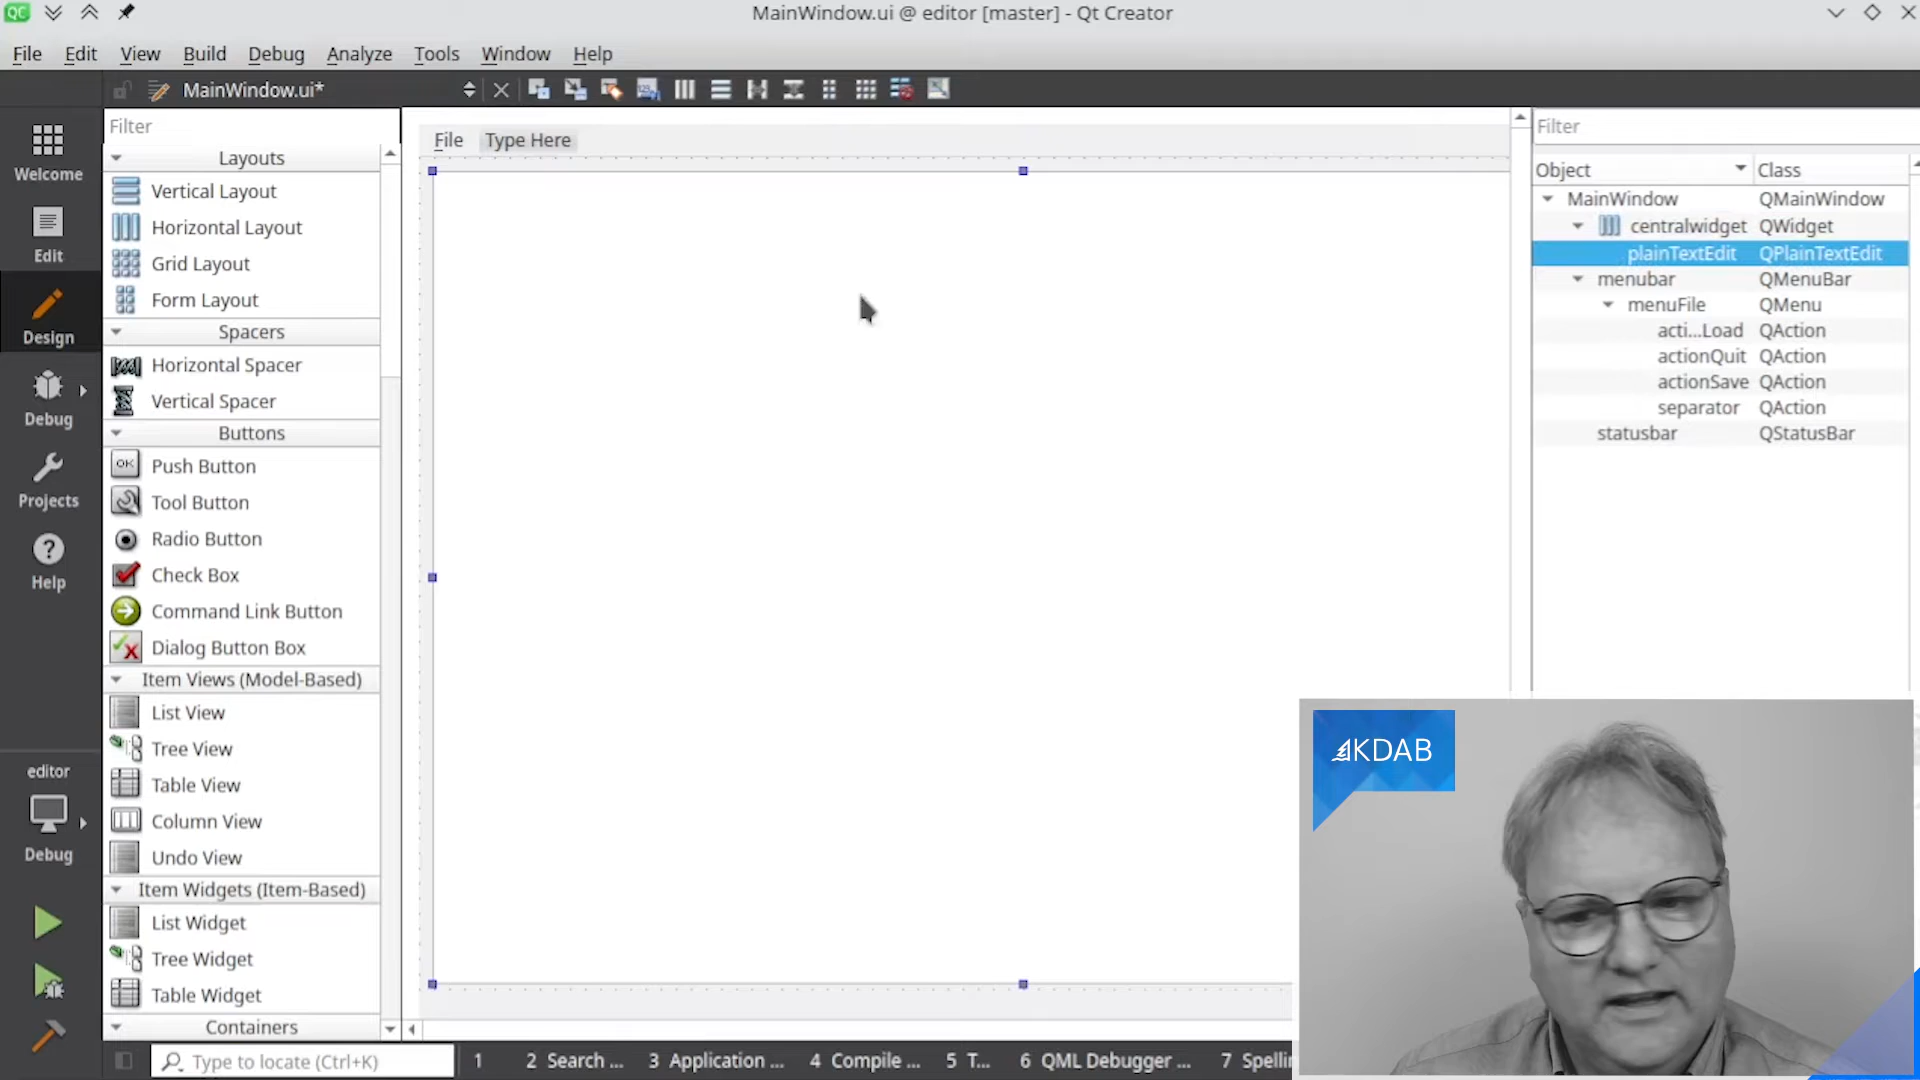 MainWindow.ui @ editor [master] - Qt Creator
File Edit View Build Debug Analyze Tools Window Help
MainWindow.ui*
Welcome
Edit
Design
Debug
Projects
Help
editor
Debug
Filter
Layouts
Vertical Layout
Horizontal Layout
Grid Layout
Form Layout
Spacers
Horizontal Spacer
Vertical Spacer
Buttons
OK Push Button
Tool Button
Radio Button
Check Box
Command Link Button
Dialog Button Box
Item Views (Model-Based)
List View
Tree View
Table View
Column View
Undo View
Item Widgets (Item-Based)
List Widget
Tree Widget
Table Widget
Containers
File Type Here
Filter
Object Class
MainWindow QMainWindow
centralwidget QWidget
plainTextEdit QPlainTextEdit
menubar QMenuBar
menuFile QMenu
acti...Load QAction
actionQuit QAction
actionSave QAction
separator QAction
statusbar QStatusBar
KDAB
Type to locate (Ctrl+K) 1 2 Search ... 3 Application ... 4 Compile ... 5 T... 6 QML Debugger ... 7 Spelli